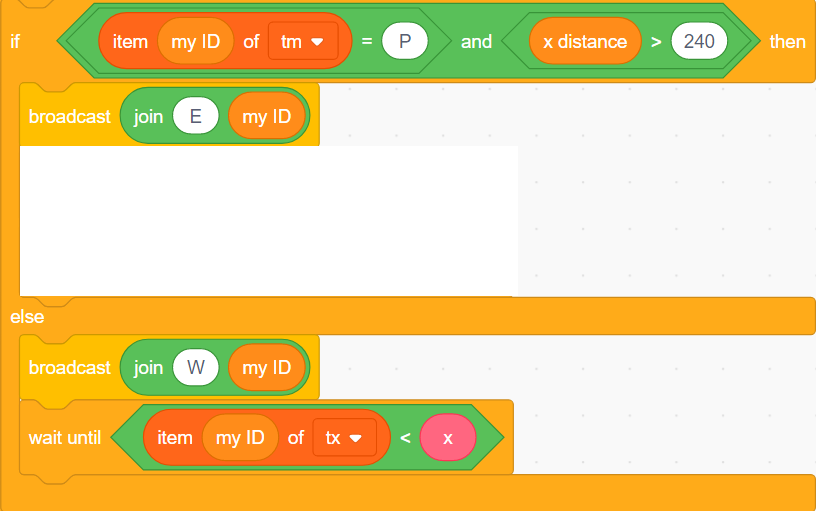 if item my ID of tm = P and x distance > 240 then
broadcast join E my ID
else
broadcast join W my ID
wait until item my ID of tx < x